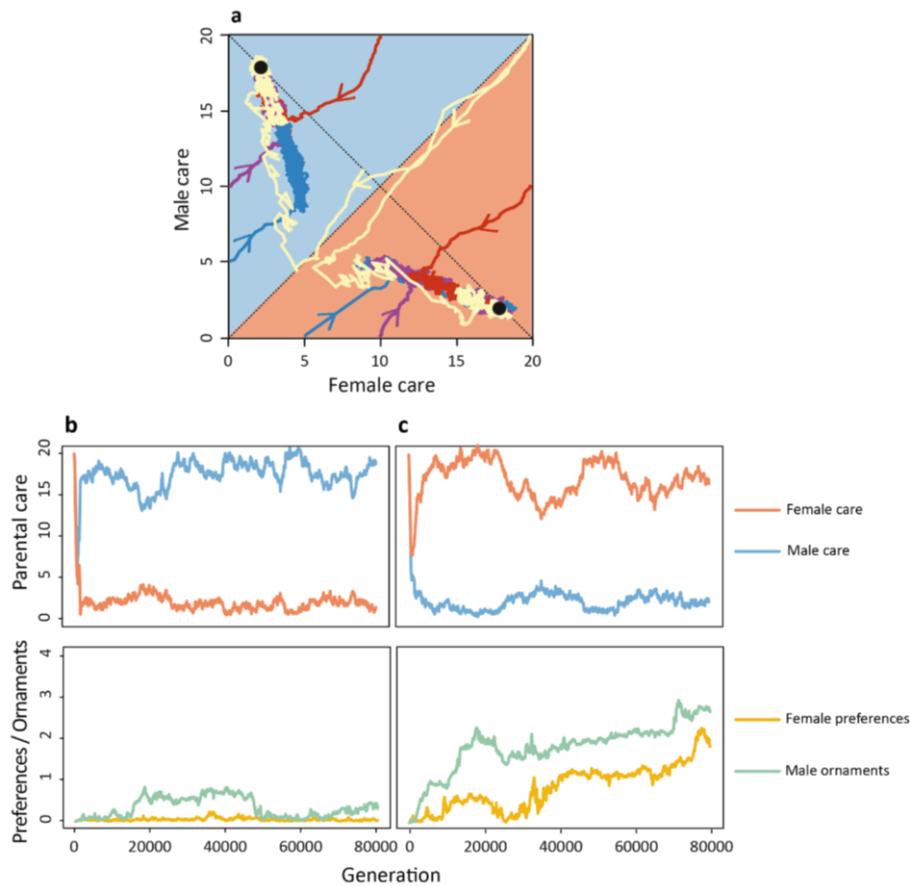 a
20
15
10
5
0
Male care
0 5 10 15 20
Female care
b c
20
15
10
5
0
Parental care
Female care
Male care
4
3
2
1
0
Preferences / Ornaments
Female preferences
Male ornaments
0 20000 40000 60000 0 20000 40000 60000 80000
Generation